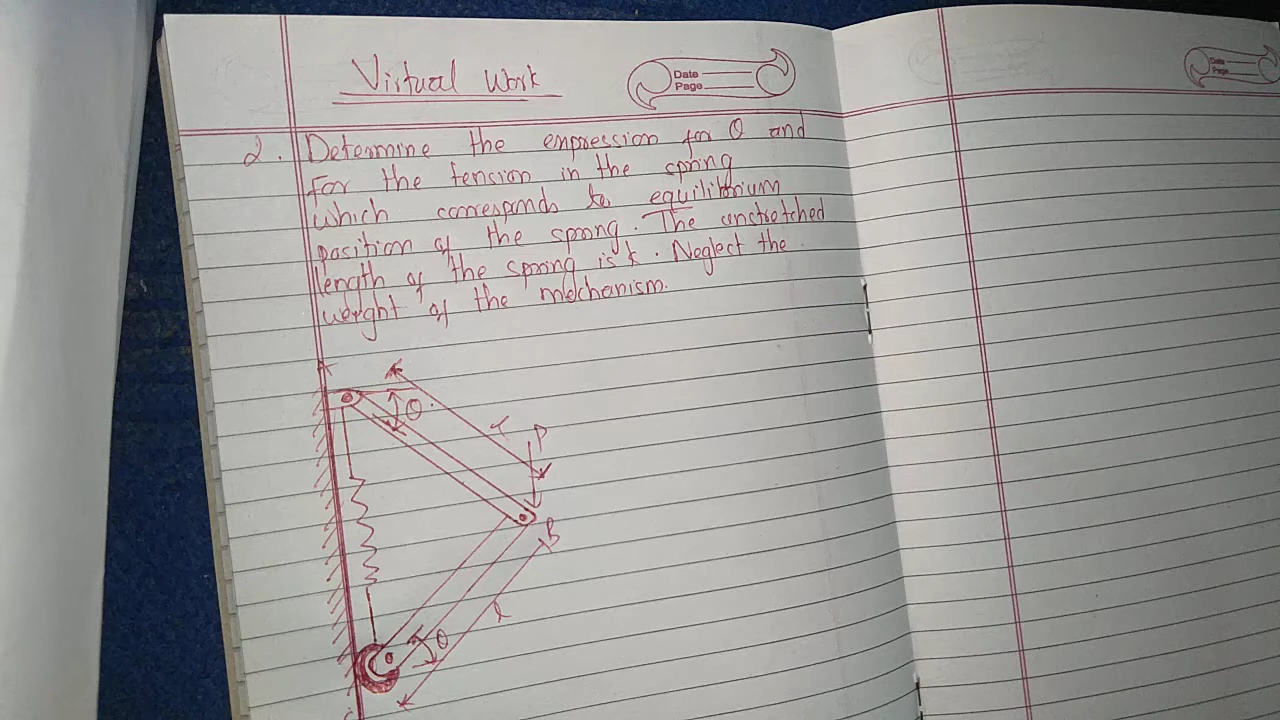 Virtual Work
Date
Page
2. Determine the enpression for θ and
for the tension in the spring
which corresponds to equilibrium
position of the spring. The unstretched
length of the spring is k. Neglect the
weight of the mechanism.
θ
P
B
θ
l
Date
Page